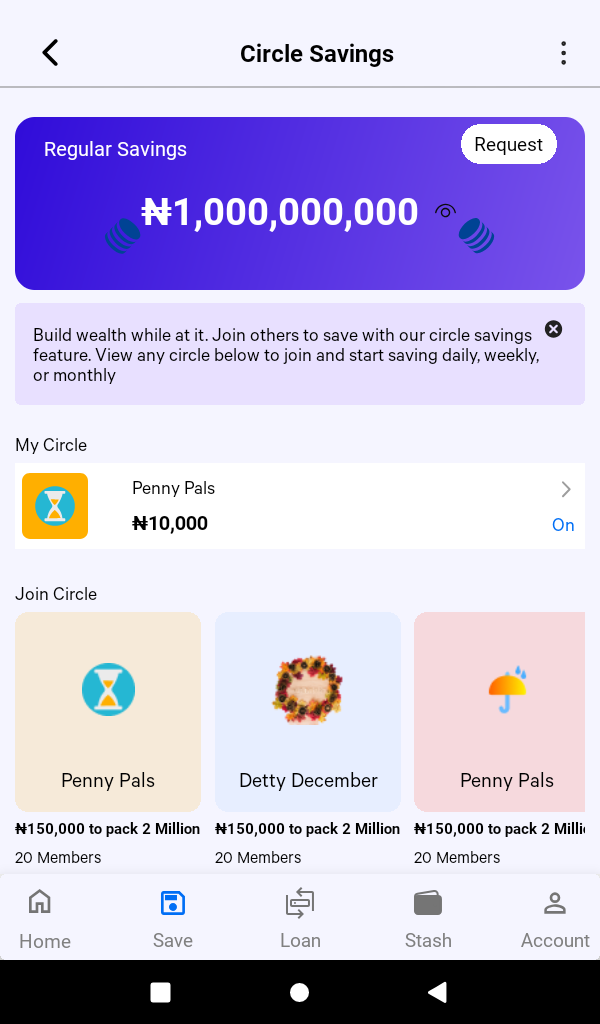 Circle Savings
Regular Savings
Request
₦1,000,000,000
Build wealth while at it. Join others to save with our circle savings
feature. View any circle below to join and start saving daily, weekly,
or monthly
My Circle
Penny Pals
₦10,000
On
Join Circle
Penny Pals
Detty December
Penny Pals
₦150,000 to pack 2 Million
₦150,000 to pack 2 Million
₦150,000 to pack 2 Milli
20 Members
20 Members
20 Members
Home
Save
Loan
Stash
Account